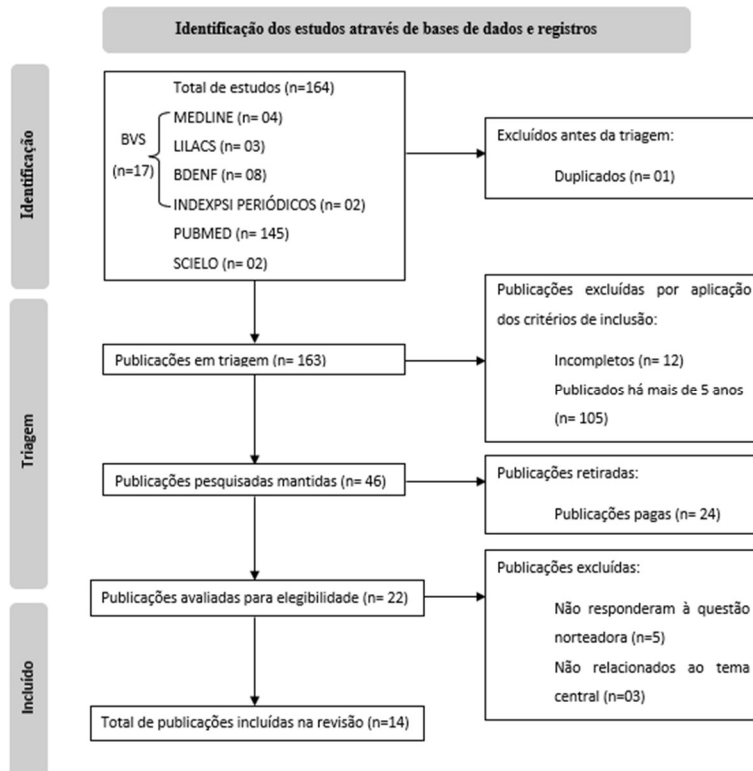 Identificação dos estudos através de bases de dados e registros
Identificação
Total de estudos (n=164)
BVS
(n=17)
MEDLINE (n= 04)
LILACS (n= 03)
BDENF (n= 08)
INDEXPSI PERIÓDICOS (n= 02)
PUBMED (n= 145)
SCIELO (n= 02)
Excluídos antes da triagem:
Duplicados (n= 01)
Triagem
Publicações em triagem (n= 163)
Publicações excluídas por aplicação
dos critérios de inclusão:
Incompletos (n= 12)
Publicados há mais de 5 anos
(n= 105)
Publicações pesquisadas mantidas (n= 46)
Publicações retiradas:
Publicações pagas (n= 24)
Publicações avaliadas para elegibilidade (n= 22)
Publicações excluídas:
Não responderam à questão
norteadora (n=5)
Não relacionados ao tema
central (n=03)
Incluído
Total de publicações incluídas na revisão (n=14)